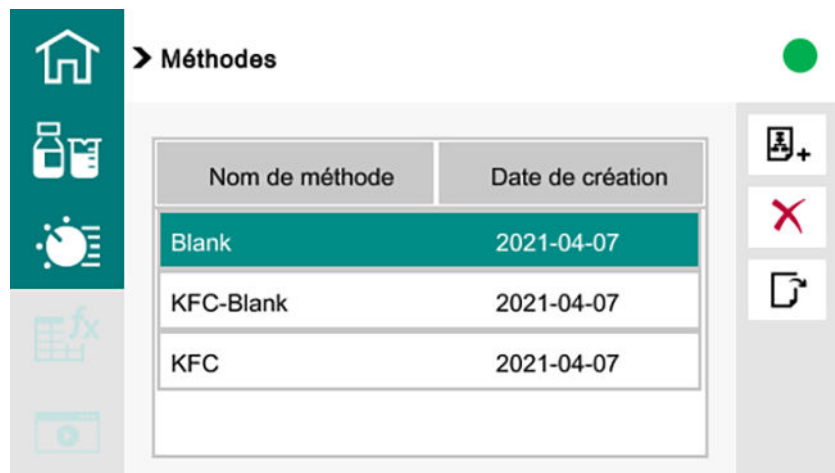 Méthodes
Nom de méthode Date de création
Blank 2021-04-07
KFC-Blank 2021-04-07
KFC 2021-04-07
fx